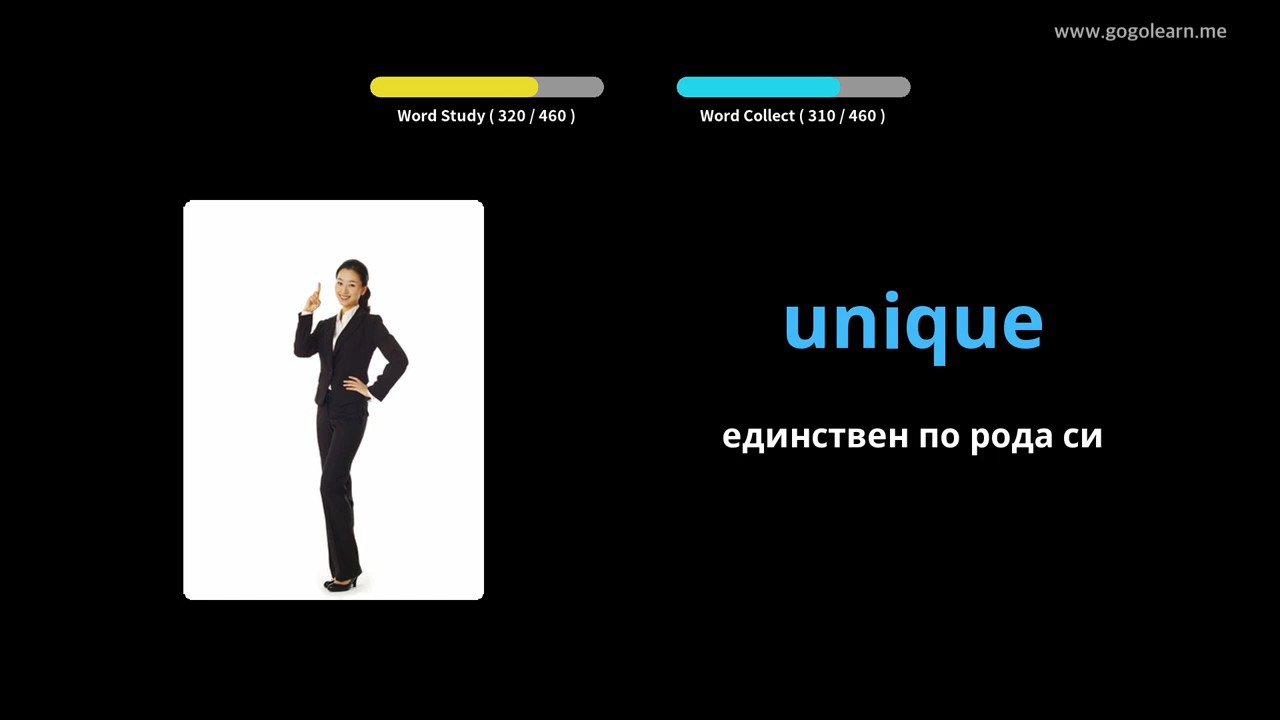 www.gogolearn.me
Word Study ( 320 / 460 )
Word Collect ( 310 / 460 )
unique
единствен по рода си